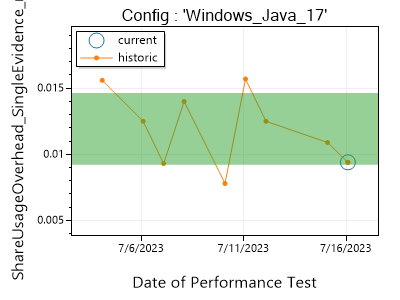 Config : 'Windows_Java_17'
current
historic
0.015
0.01
0.005
7/6/2023
7/11/2023
7/16/2023
Date of Performance Test
ShareUsageOverhead_SingleEvidence_